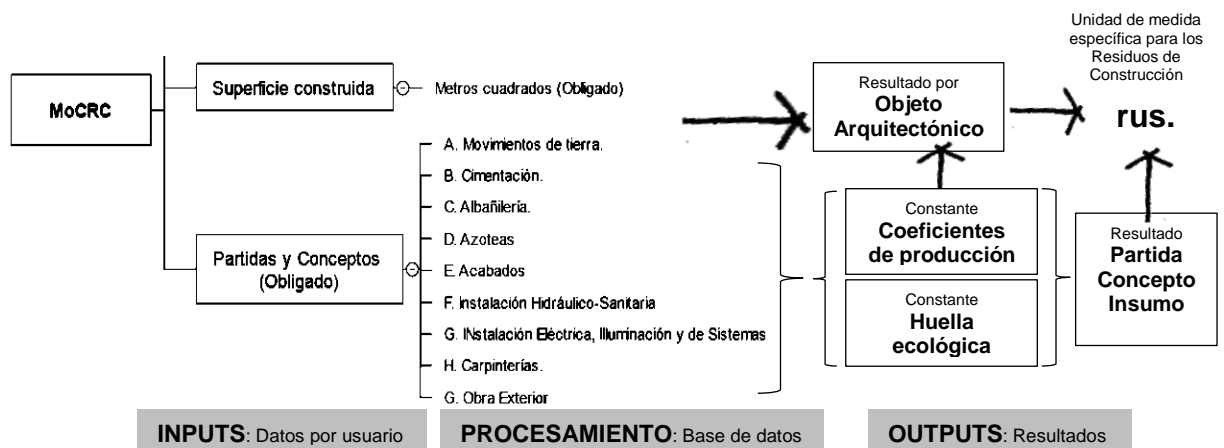 MoCRC
Superficie construida
Metros cuadrados (Obligado)
Partidas y Conceptos
(Obligado)
A. Movimientos de tierra.
B. Cimentación.
C. Albañilería.
D. Azoteas
E. Acabados
F. instalación Hidráulico-Sanitaria
G. INstalación Eléctrica, Illuminación y de Sistemas
H. Carpinterías.
G. Obra Exterior
Resultado por
Objeto
Arquitectónico
Constante
Coeficientes
de producción
Constante
Huella
ecológica
Unidad de medida
específica para los
Residuos de
Construcción
rus.
Resultado
Partida
Concepto
Insumo
INPUTS: Datos por usuario
PROCESAMIENTO: Base de datos
OUTPUTS: Resultados